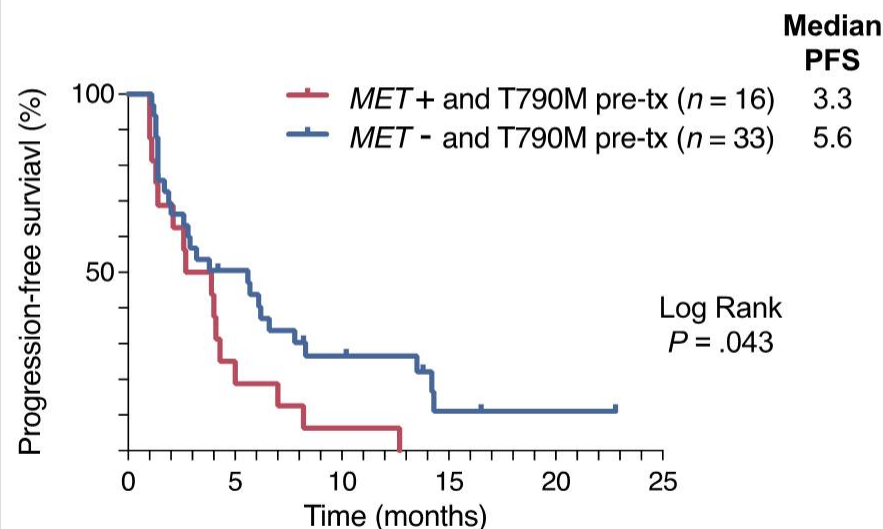 Median
PFS
MET+ and T790M pre-tx (n = 16) 3.3
MET - and T790M pre-tx (n = 33) 5.6
Progression-free surviavl (%)
100
50
Log Rank
P = .043
0 5 10 15 20 25
Time (months)